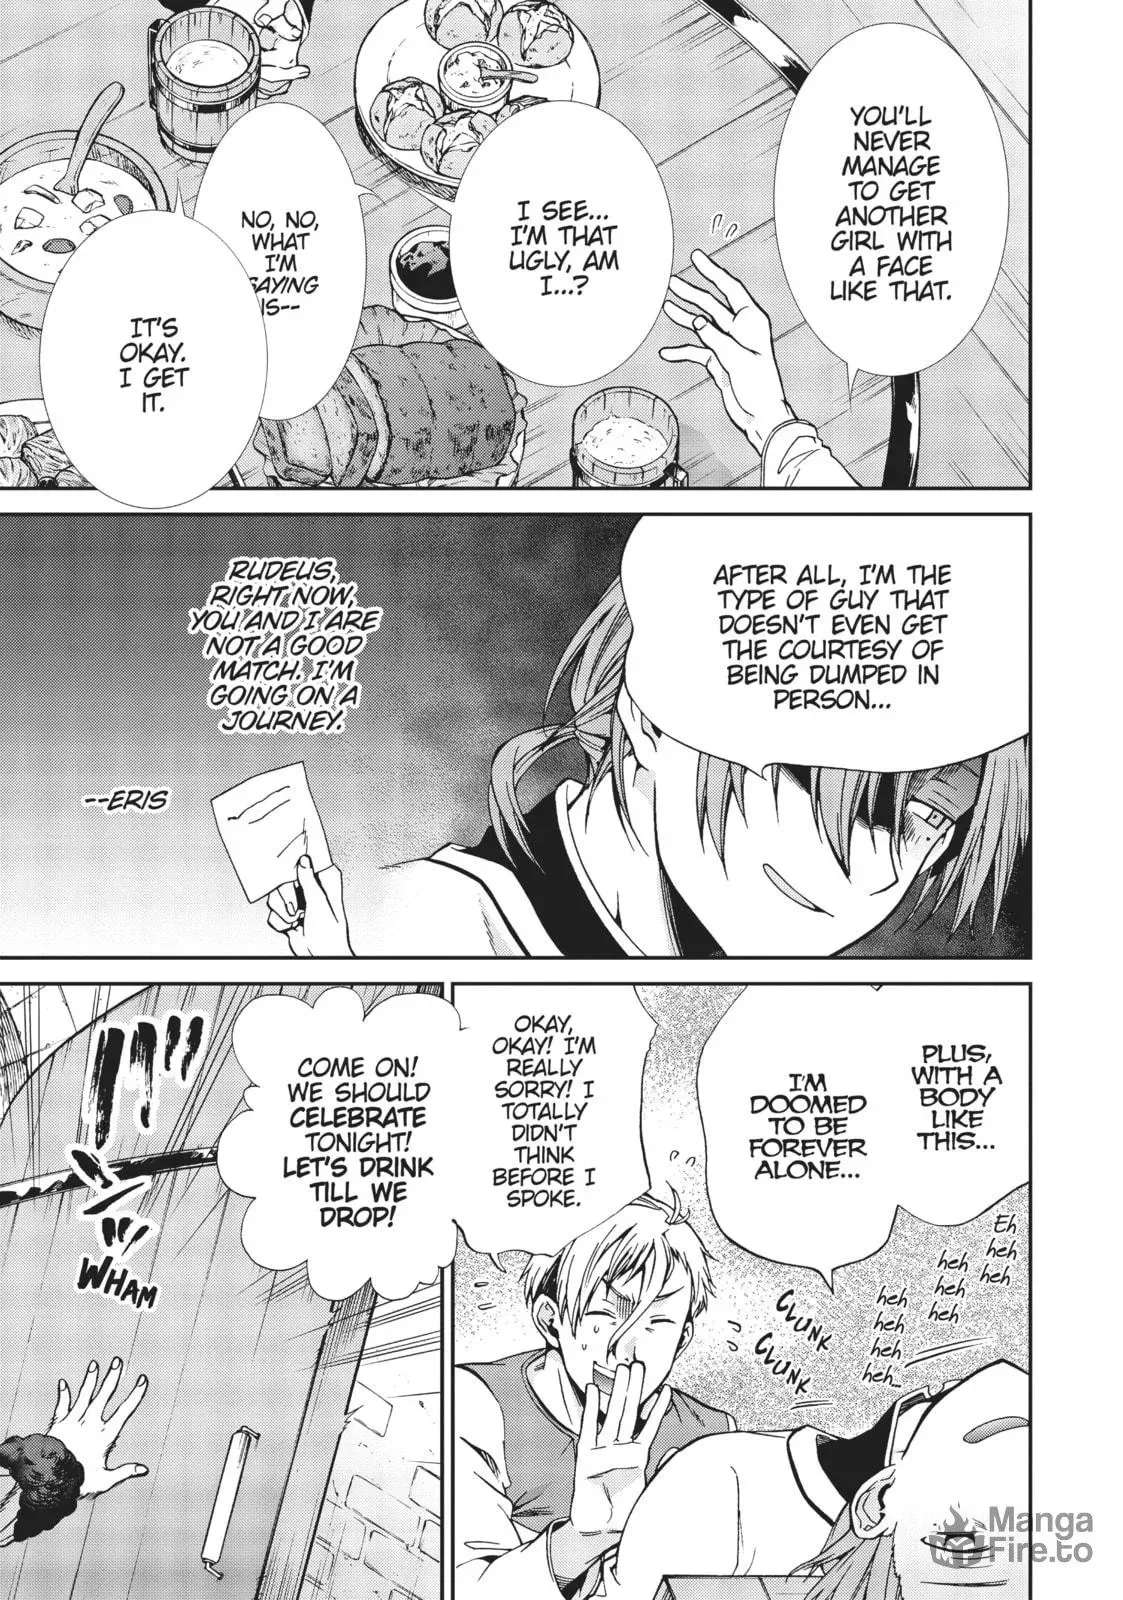 YOU'LL
NEVER
MANAGE
TO GET
ANOTHER
GIRL WITH
A FACE
LIKE THAT.
I SEE...
I'M THAT
UGLY, AM
I...?
NO, NO,
WHAT
I'M
SAYING
IS--
IT'S
OKAY.
I GET
IT.
AFTER ALL, I'M THE
TYPE OF GUY THAT
DOESN'T EVEN GET
THE COURTESY OF
BEING DUMPED IN
PERSON...
RUDEUS,
RIGHT NOW,
YOU AND I ARE
NOT A GOOD
MATCH. I'M
GOING ON A
JOURNEY.
--ERIS
PLUS,
WITH A
BODY
LIKE
THIS...
I'M
DOOMED
TO BE
FOREVER
ALONE...
Eh
heh
heh
heh
heh
heh
heh
heh
heh
heh...
CLUNK
CLUNK
OKAY,
OKAY! I'M
REALLY
SORRY! I
TOTALLY
DIDN'T
THINK
BEFORE I
SPOKE.
COME ON!
WE SHOULD
CELEBRATE
TONIGHT!
LET'S DRINK
TILL WE
DROP!
WHAM
Manga
Fire.to